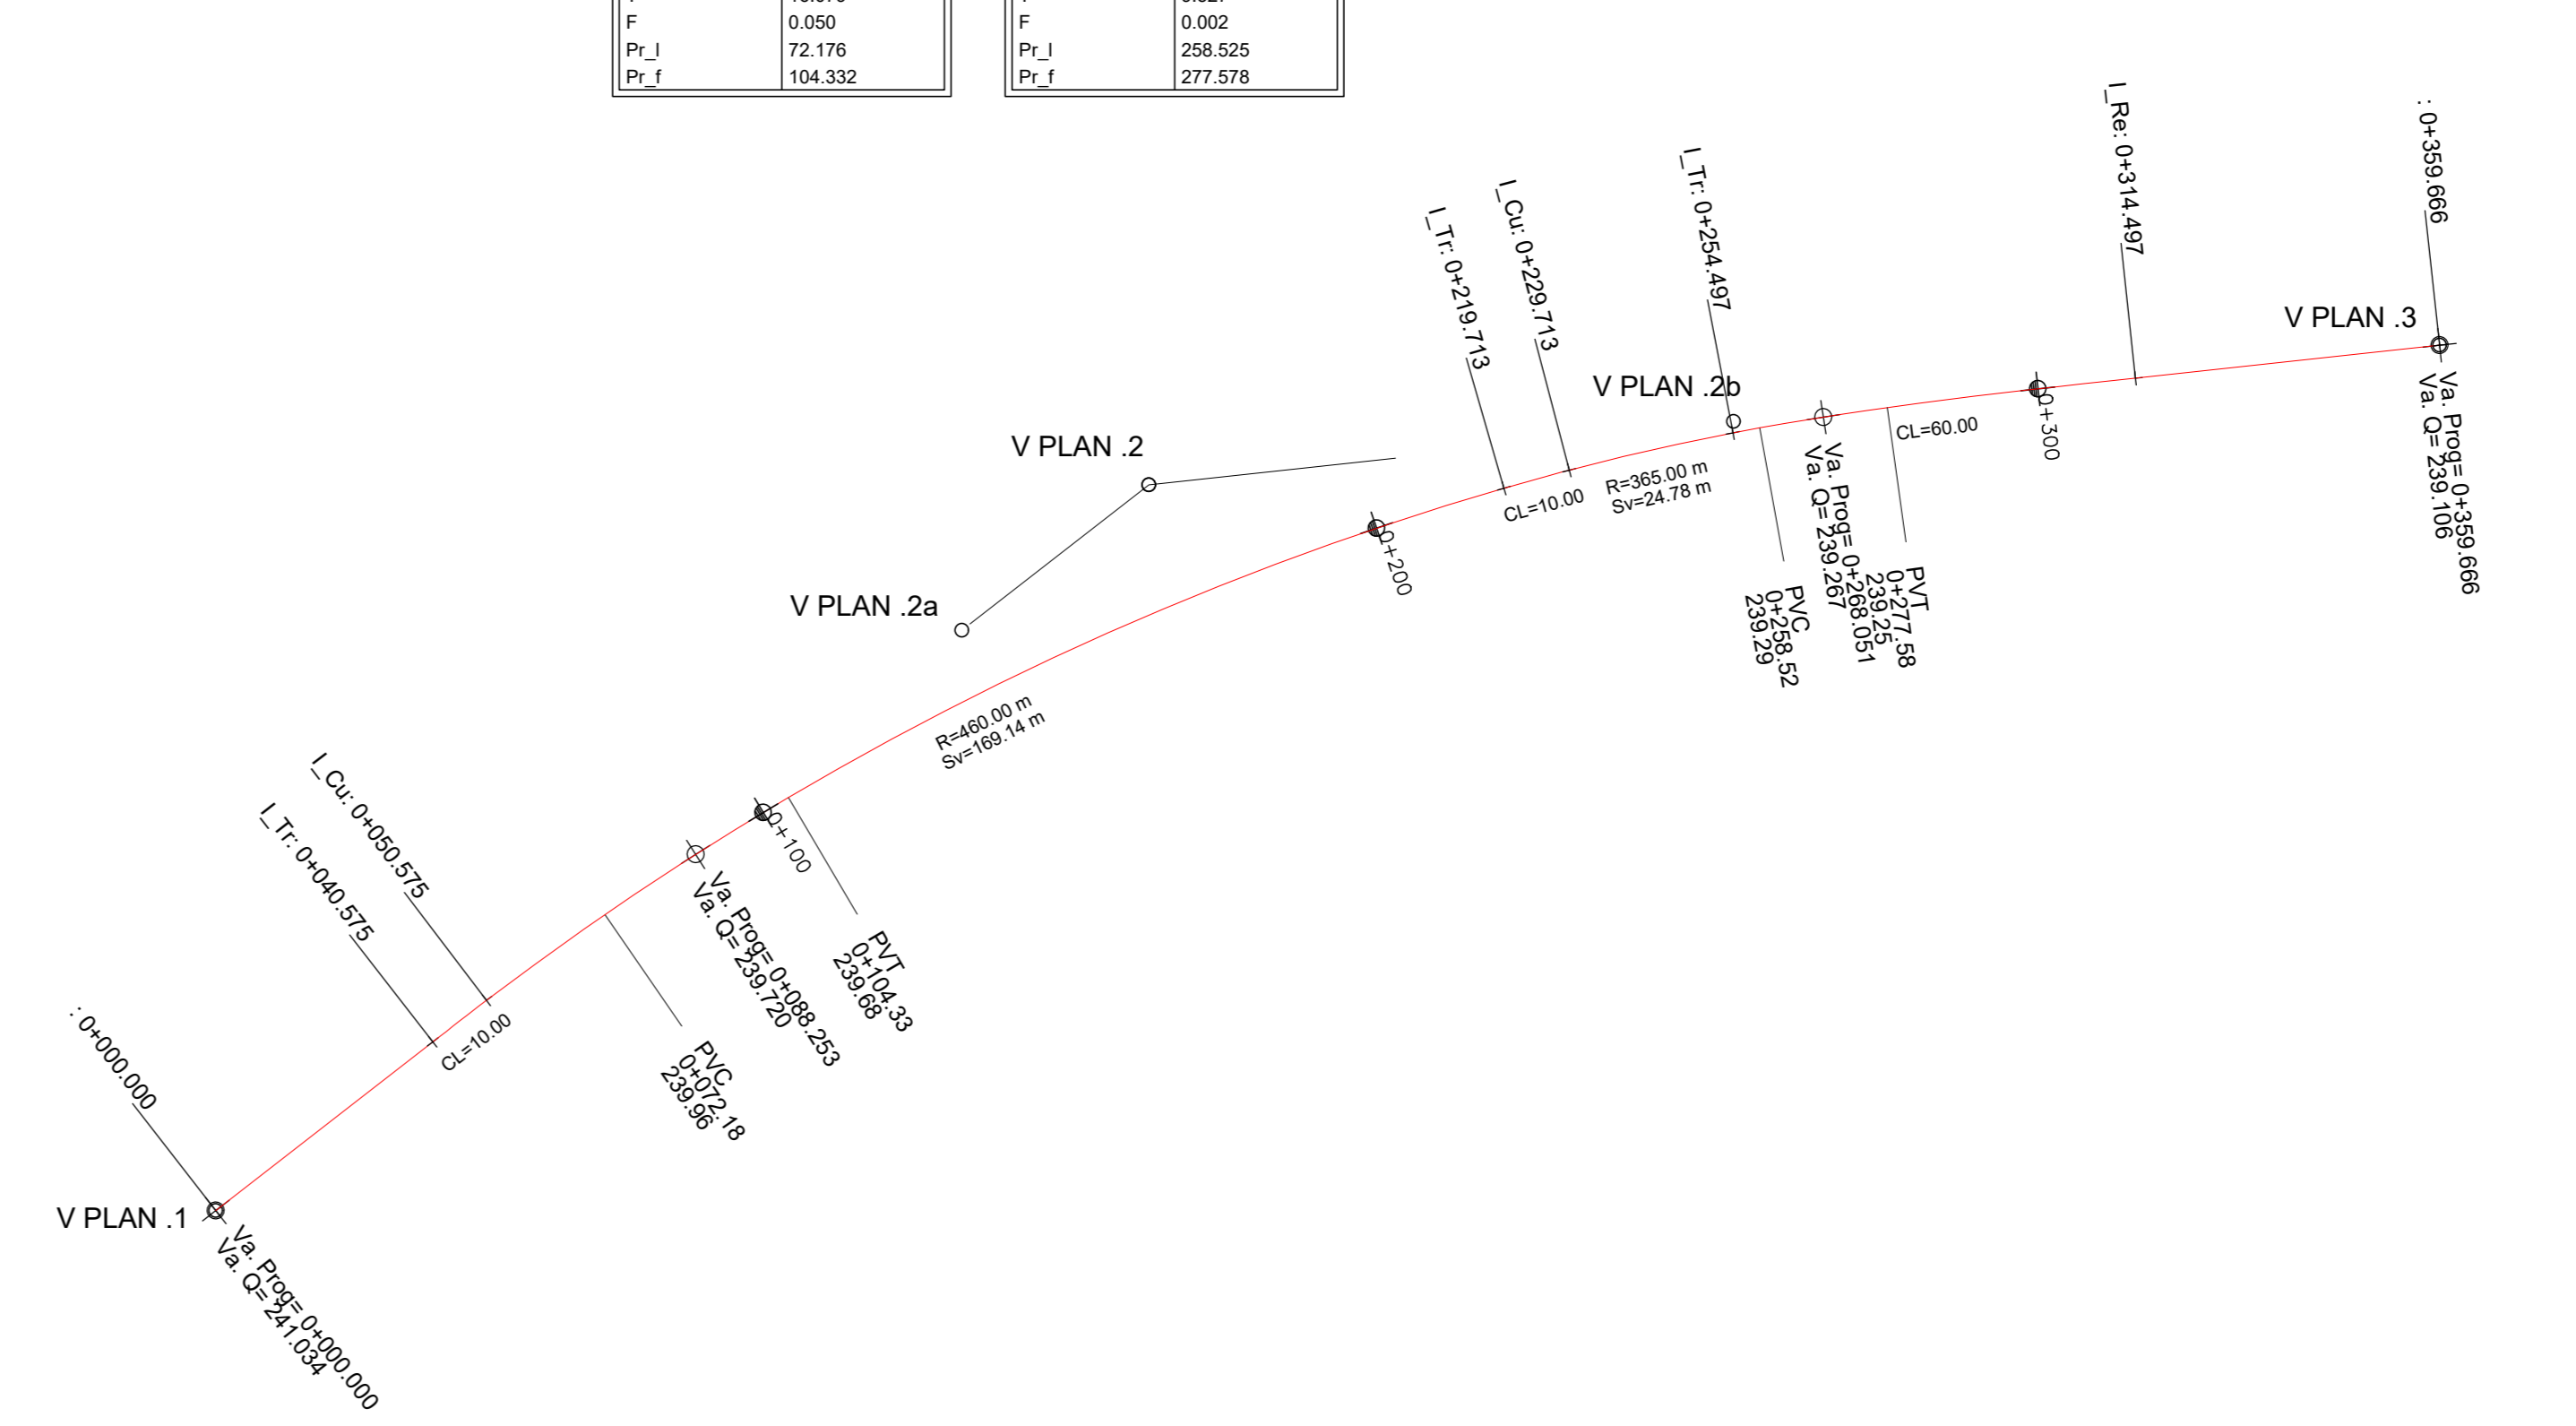 F 0.050
Pr_I 72.176
Pr_f 104.332
F 0.002
Pr_I 258.525
Pr_f 277.578
I_Re: 0+314.497
: 0+359.666
I_Tr: 0+254.497
I_Cu: 0+229.713
I_Tr: 0+219.713
V PLAN .3
V PLAN .2b
V PLAN .2
V PLAN .2a
0+300
CL=60.00
Va. Prog= 0+359.666
Va. Q= 239.106
R=365.00 m
Sv=24.78 m
CL=10.00
Va. Prog= 0+268.051
Va. Q= 239.267
0+200
PVT
0+277.58
239.25
PVC
0+258.52
239.29
R=460.00 m
Sv=169.14 m
I_Cu: 0+050.575
I_Tr: 0+040.575
0+100
Va. Prog= 0+088.253
Va. Q= 239.720
PVT
0+104.33
239.68
CL=10.00
PVC
0+072.18
239.96
: 0+000.000
V PLAN .1
Va. Prog= 0+000.000
Va. Q= 241.034